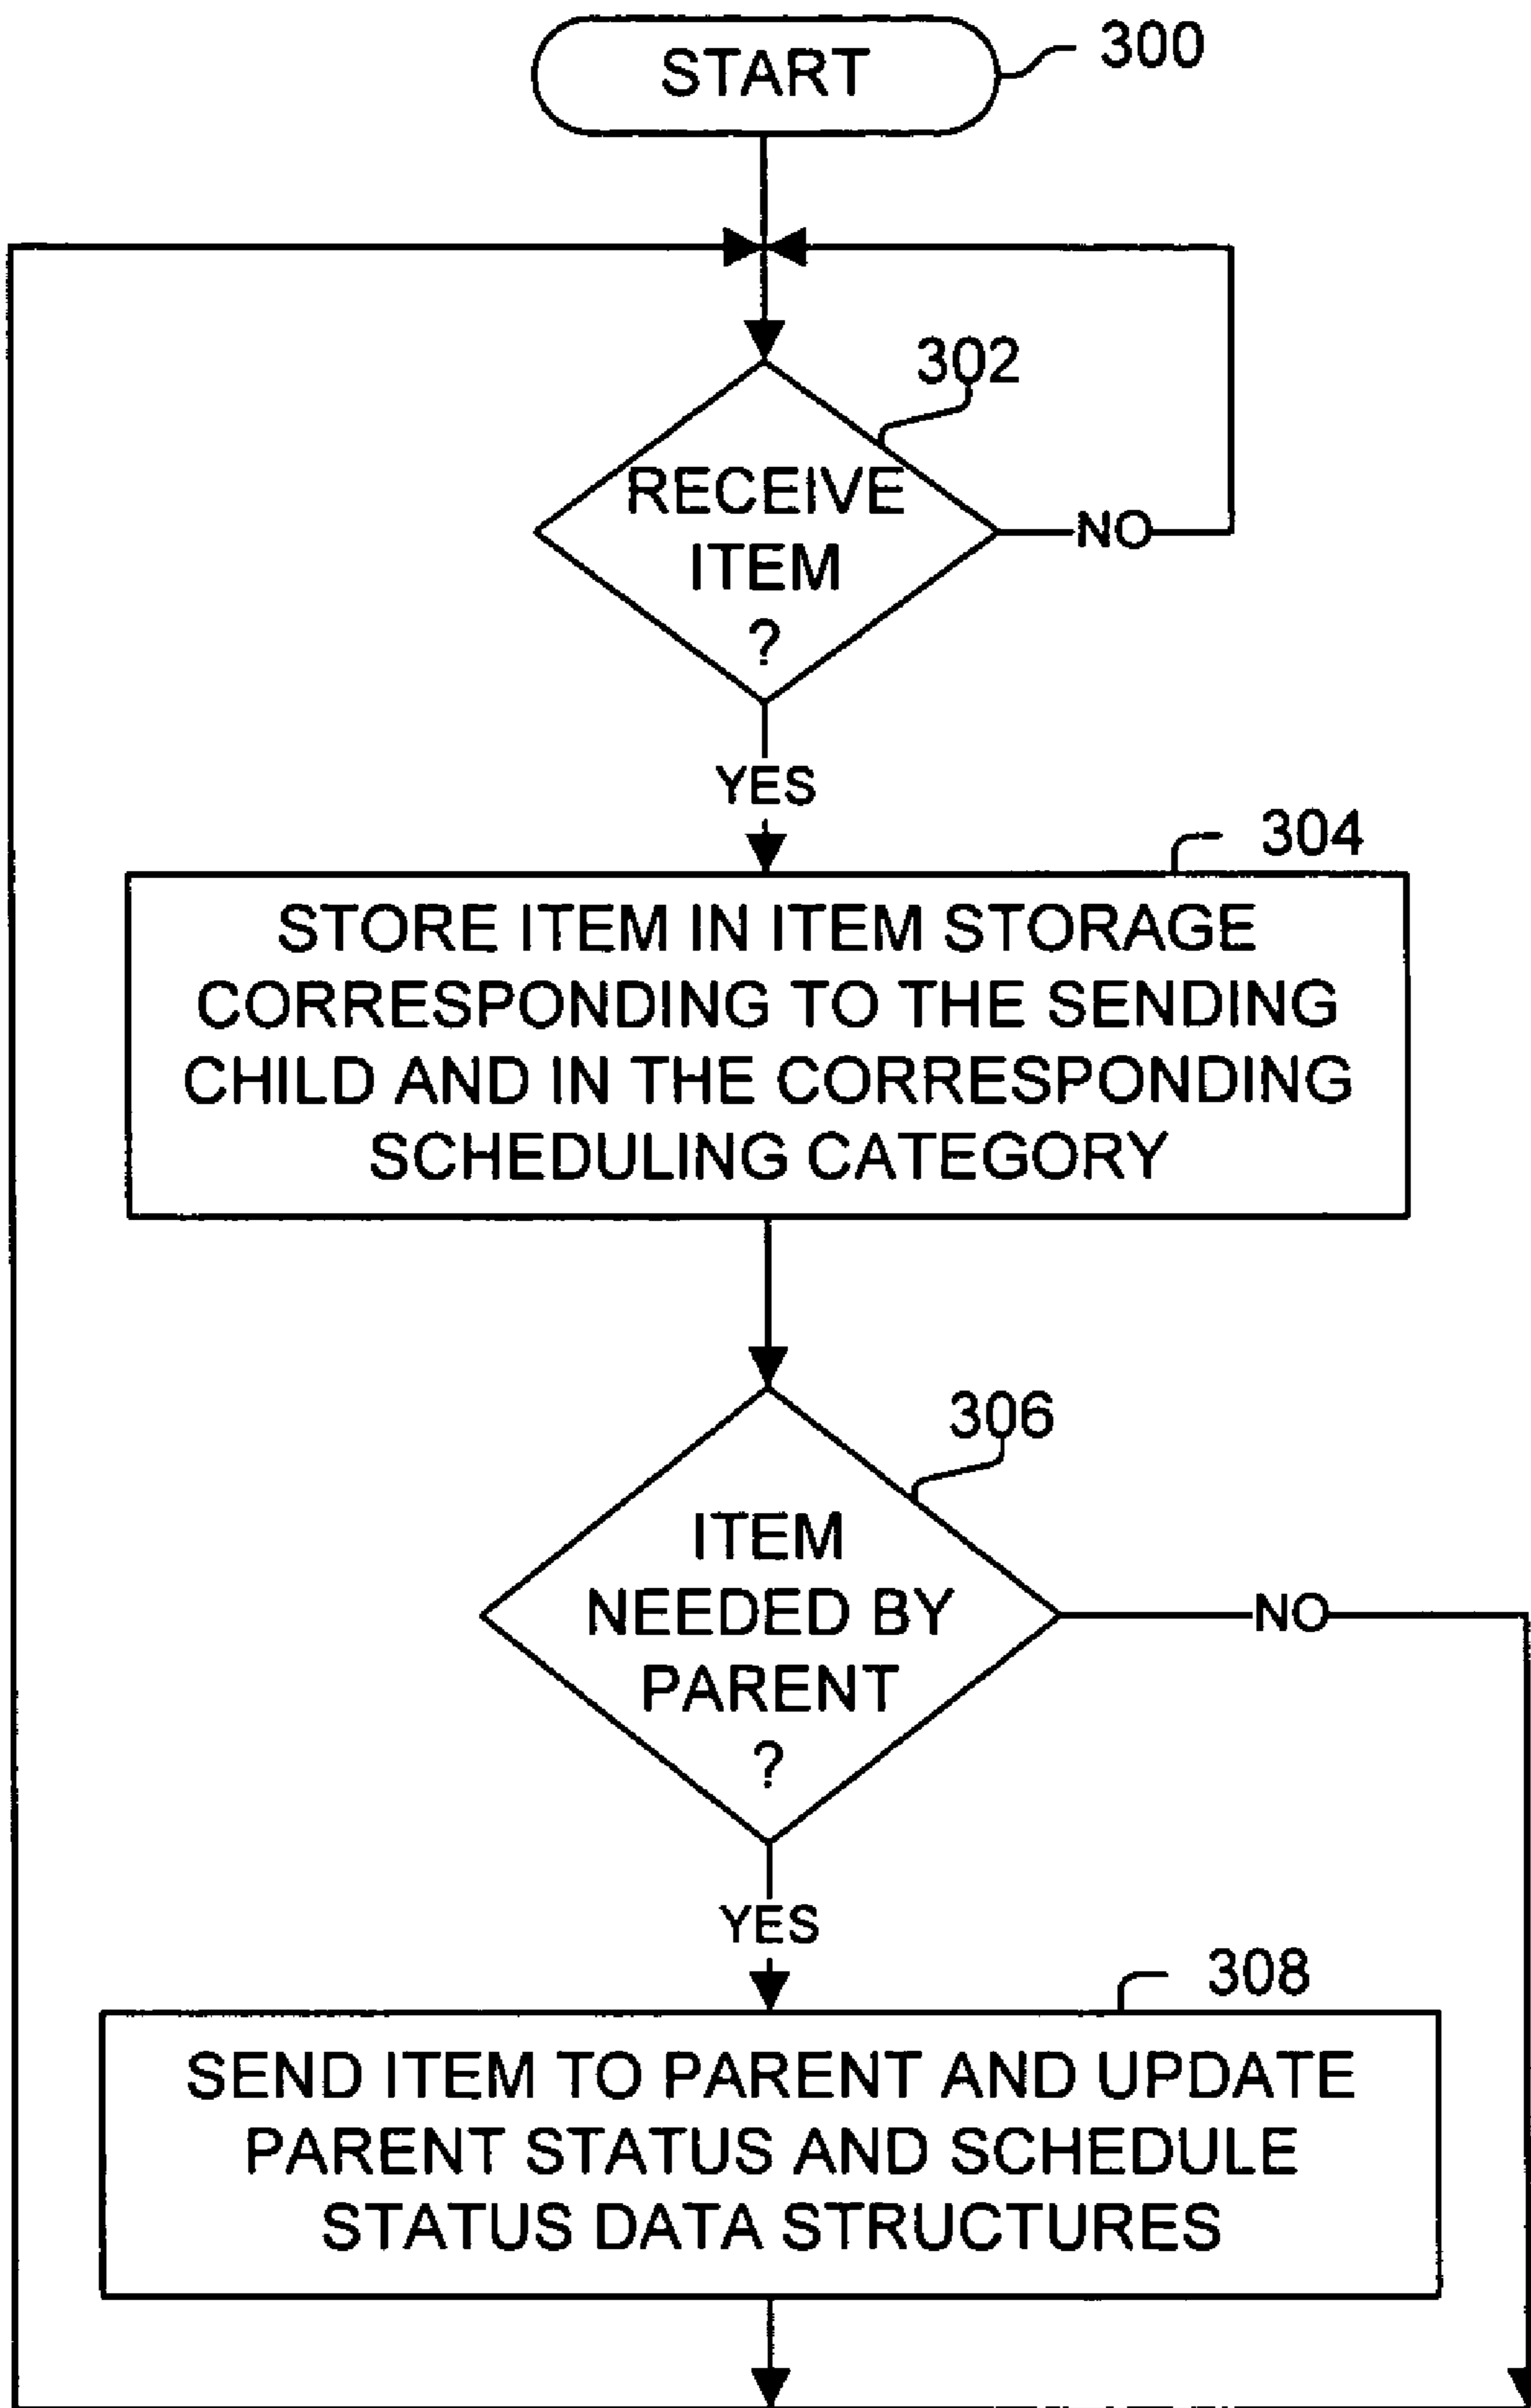 START
300
302
RECEIVE
ITEM
?
NO
YES
304
STORE ITEM IN ITEM STORAGE
CORRESPONDING TO THE SENDING
CHILD AND IN THE CORRESPONDING
SCHEDULING CATEGORY
306
ITEM
NEEDED BY
PARENT
?
NO
YES
308
SEND ITEM TO PARENT AND UPDATE
PARENT STATUS AND SCHEDULE
STATUS DATA STRUCTURES